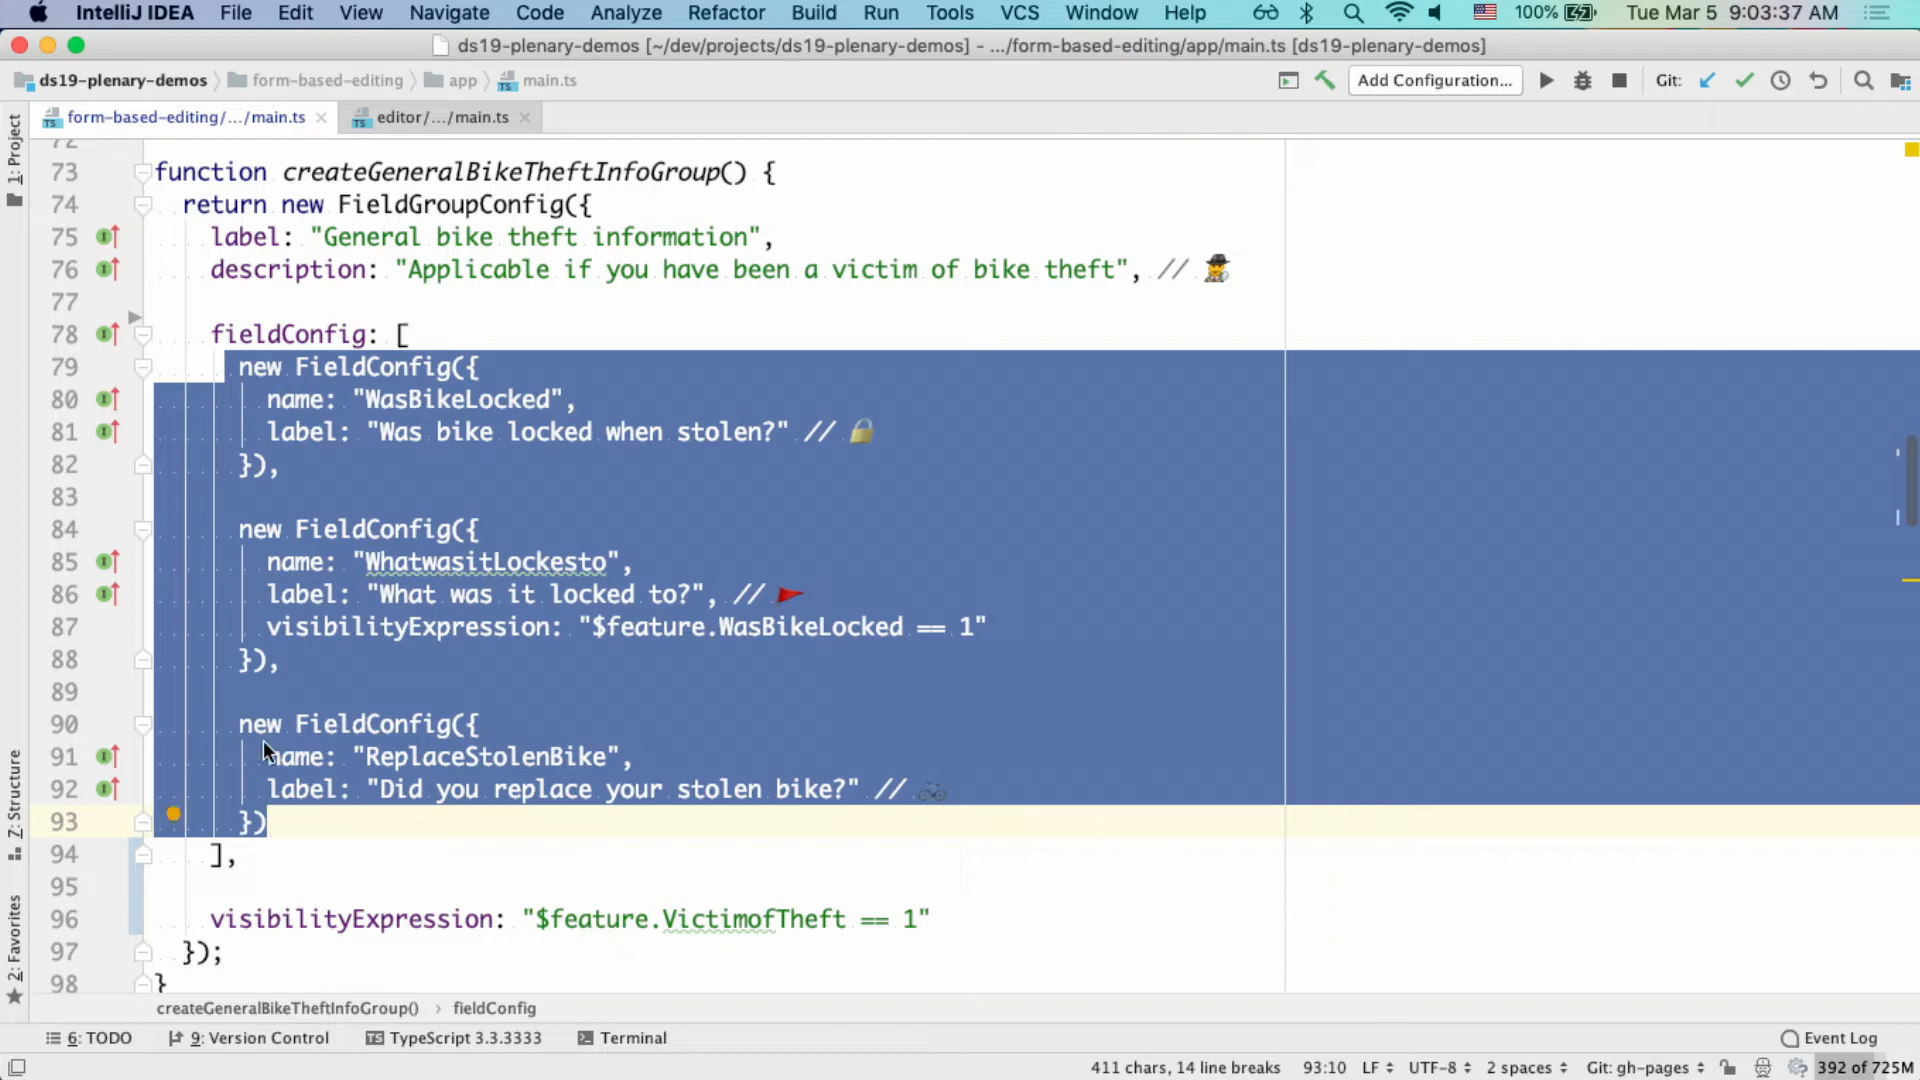 IntelliJ IDEA File Edit View Navigate Code Analyze Refactor Build Run Tools VCS Window Help 100% Tue Mar 5 9:03:37 AM
ds19-plenary-demos [~/dev/projects/ds19-plenary-demos] - .../form-based-editing/app/main.ts [ds19-plenary-demos]
ds19-plenary-demos form-based-editing app main.ts Add Configuration... Git:
form-based-editing/.../main.ts editor/.../main.ts
1: Project
72
73 function createGeneralBikeTheftInfoGroup() {
74 return new FieldGroupConfig({
75 label: "General bike theft information",
76 description: "Applicable if you have been a victim of bike theft", // 🕵
77
78 fieldConfig: [
79 new FieldConfig({
80 name: "WasBikeLocked",
81 label: "Was bike locked when stolen?" // 🔒
82 }),
83
84 new FieldConfig({
85 name: "WhatwasitLockesto",
86 label: "What was it locked to?", // 🚩
87 visibilityExpression: "$feature.WasBikeLocked == 1"
88 }),
89
90 new FieldConfig({
91 name: "ReplaceStolenBike",
92 label: "Did you replace your stolen bike?" // 🚲
93 })
94 ],
95
96 visibilityExpression: "$feature.VictimofTheft == 1"
97 });
98 }
7: Structure
2: Favorites
createGeneralBikeTheftInfoGroup() › fieldConfig
6: TODO 9: Version Control TypeScript 3.3.3333 Terminal Event Log
411 chars, 14 line breaks 93:10 LF UTF-8 2 spaces Git: gh-pages 392 of 725M